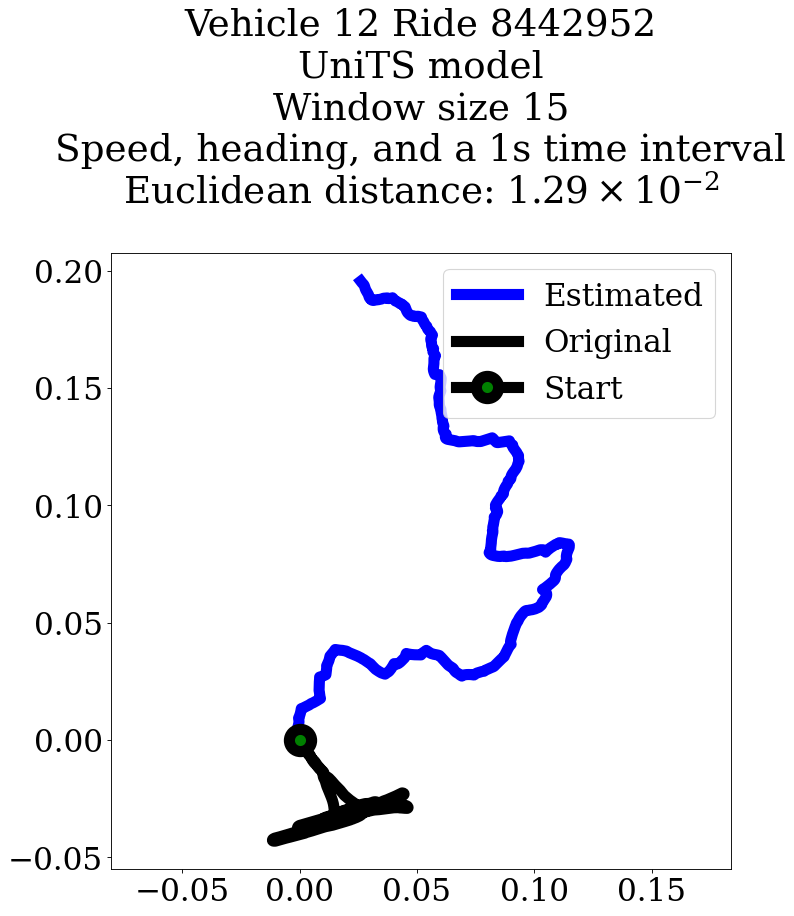 Vehicle 12 Ride 8442952
UniTS model
Window size 15
Speed, heading, and a 1s time interval
Euclidean distance: 1.29 × 10⁻²
0.20
0.15
0.10
0.05
0.00
−0.05
Estimated
Original
Start
−0.05 0.00 0.05 0.10 0.15